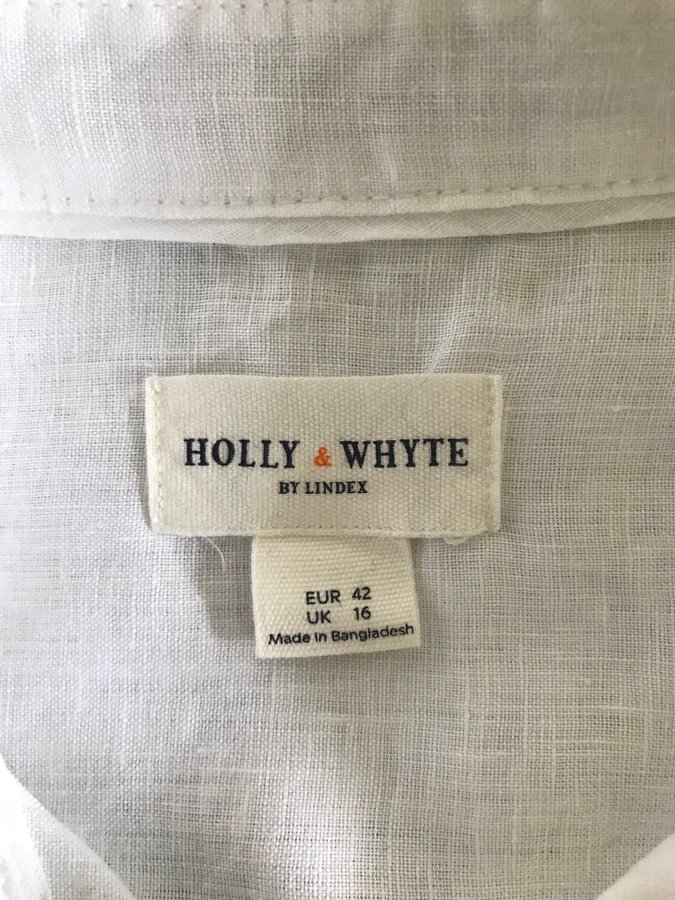 HOLLY & WHYTE
BY LINDEX
EUR 42
UK 16
Made in Bangladesh